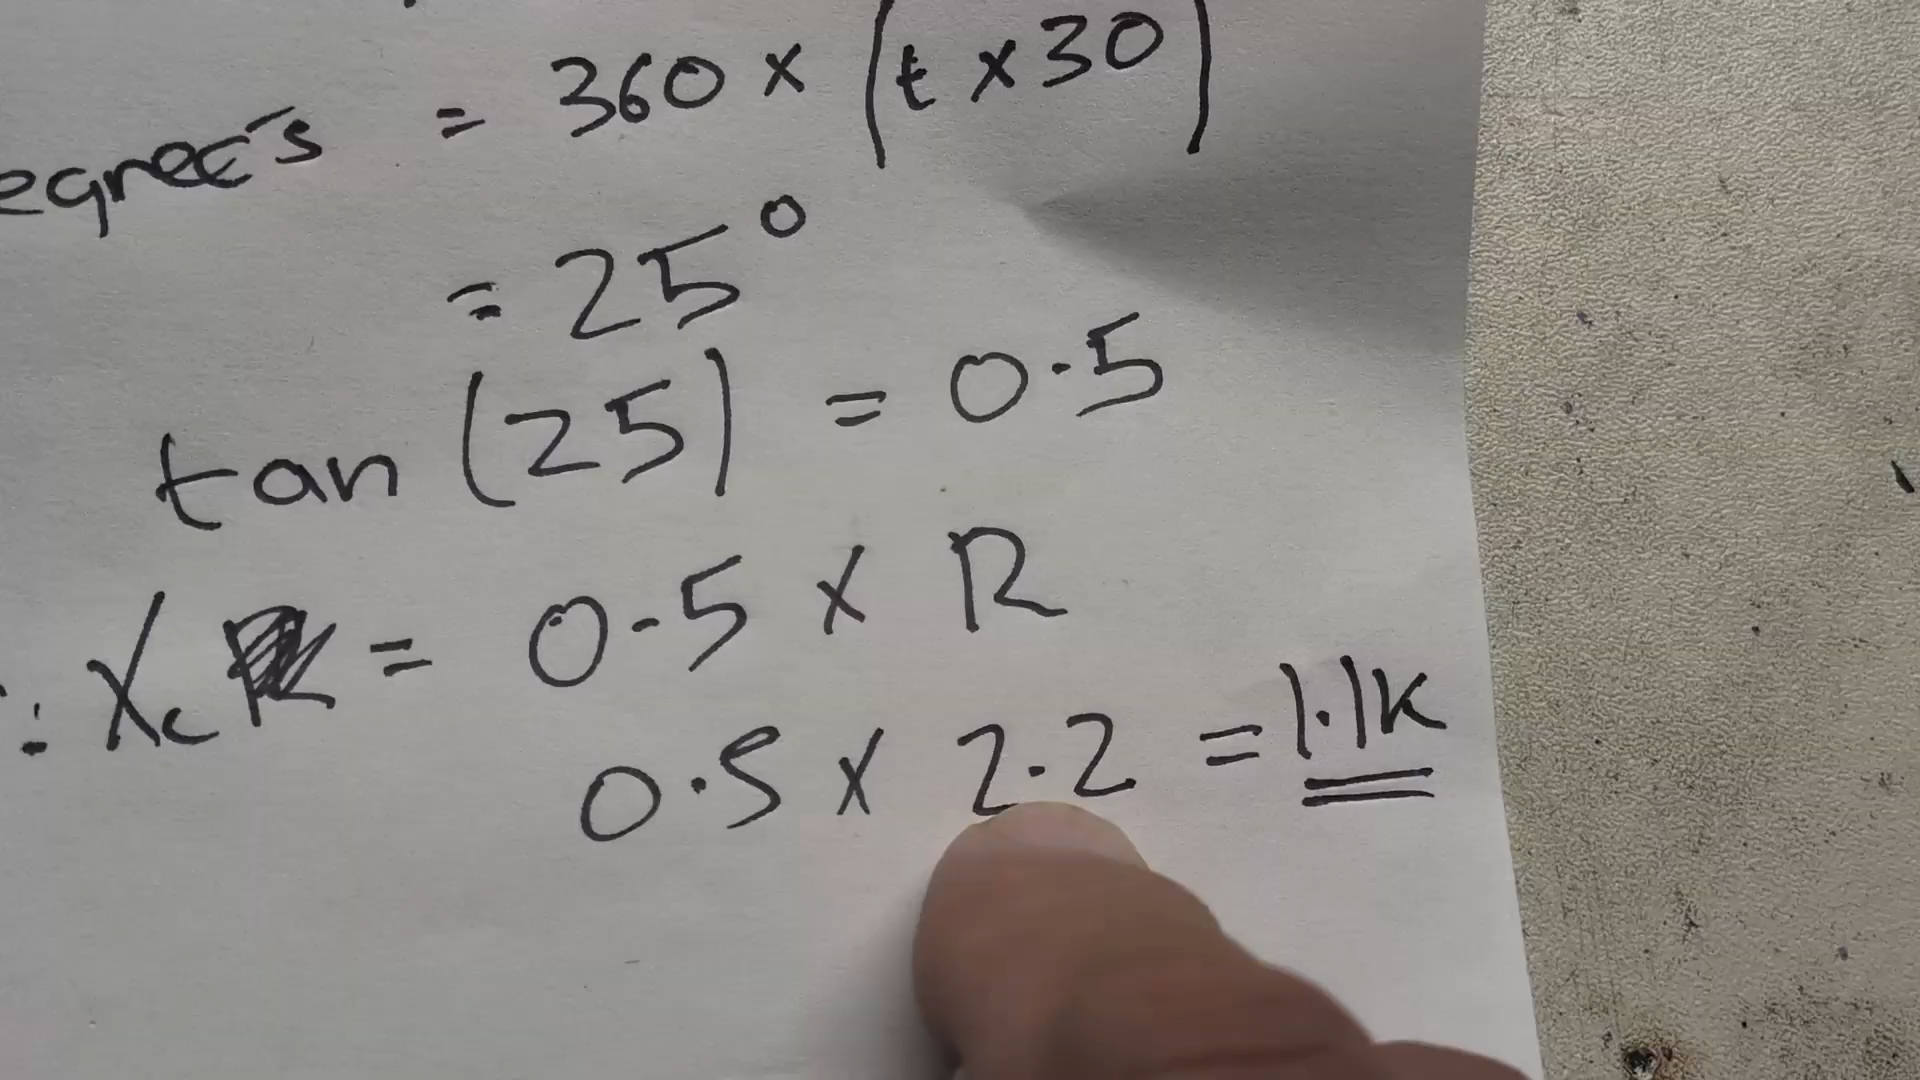 egrees = 360 x (t x 30)
= 25°
tan (25) = 0.5
∴ Xc = 0.5 x R
0.5 x 2.2 = 1.1K